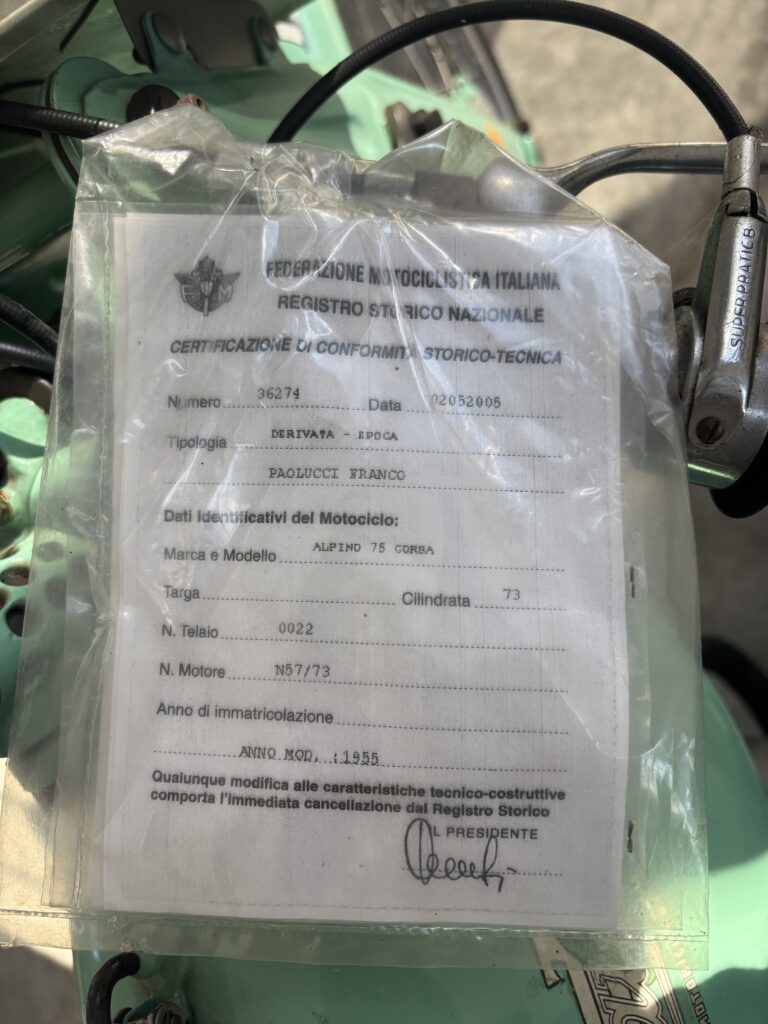 F M
FEDERAZIONE MOTOCICLISTICA ITALIANA
REGISTRO STORICO NAZIONALE
CERTIFICAZIONE DI CONFORMITÀ STORICO-TECNICA
Numero 36274 Data 02052005
Tipologia DERIVATA - EPOCA
PAOLUCCI FRANCO
Dati Identificativi del Motociclo:
Marca e Modello ALPINO 75 CORSA
Targa Cilindrata 73
N. Telaio 0022
N. Motore N57/73
Anno di immatricolazione
ANNO MOD. :1955
Qualunque modifica alle caratteristiche tecnico-costruttive
comporta l'immediata cancellazione dal Registro Storico
IL PRESIDENTE
SUPER PRATIC B